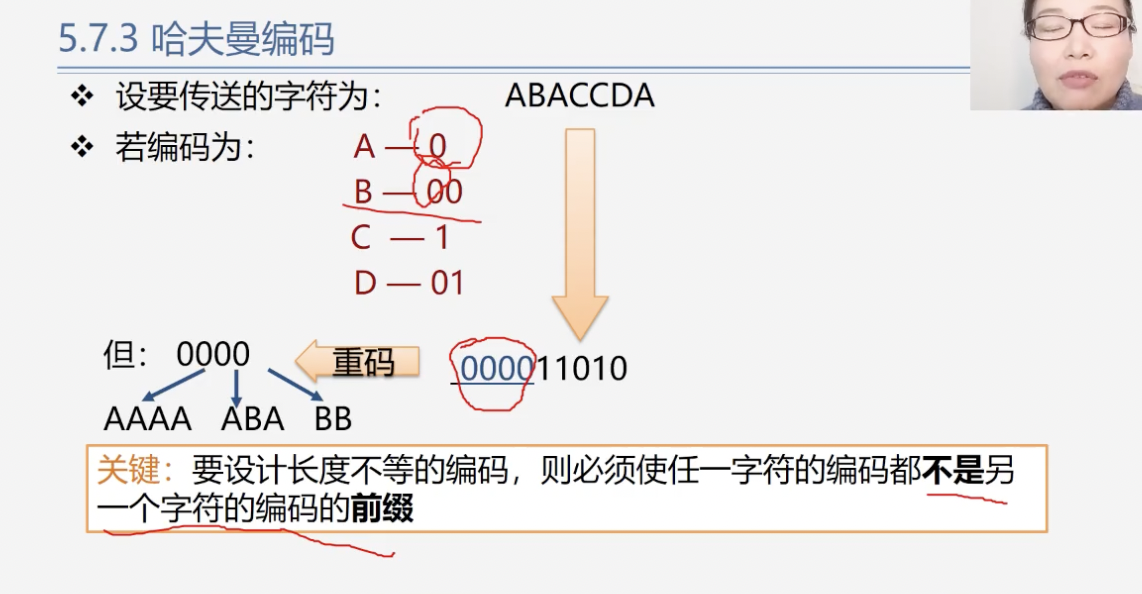 5.7.3 哈夫曼编码
❖ 设要传送的字符为： ABACCDA
❖ 若编码为： A — 0
B — 00
C — 1
D — 01
但： 0000 重码 000011010
AAAA ABA BB
关键：要设计长度不等的编码，则必须使任一字符的编码都不是另
一个字符的编码的前缀